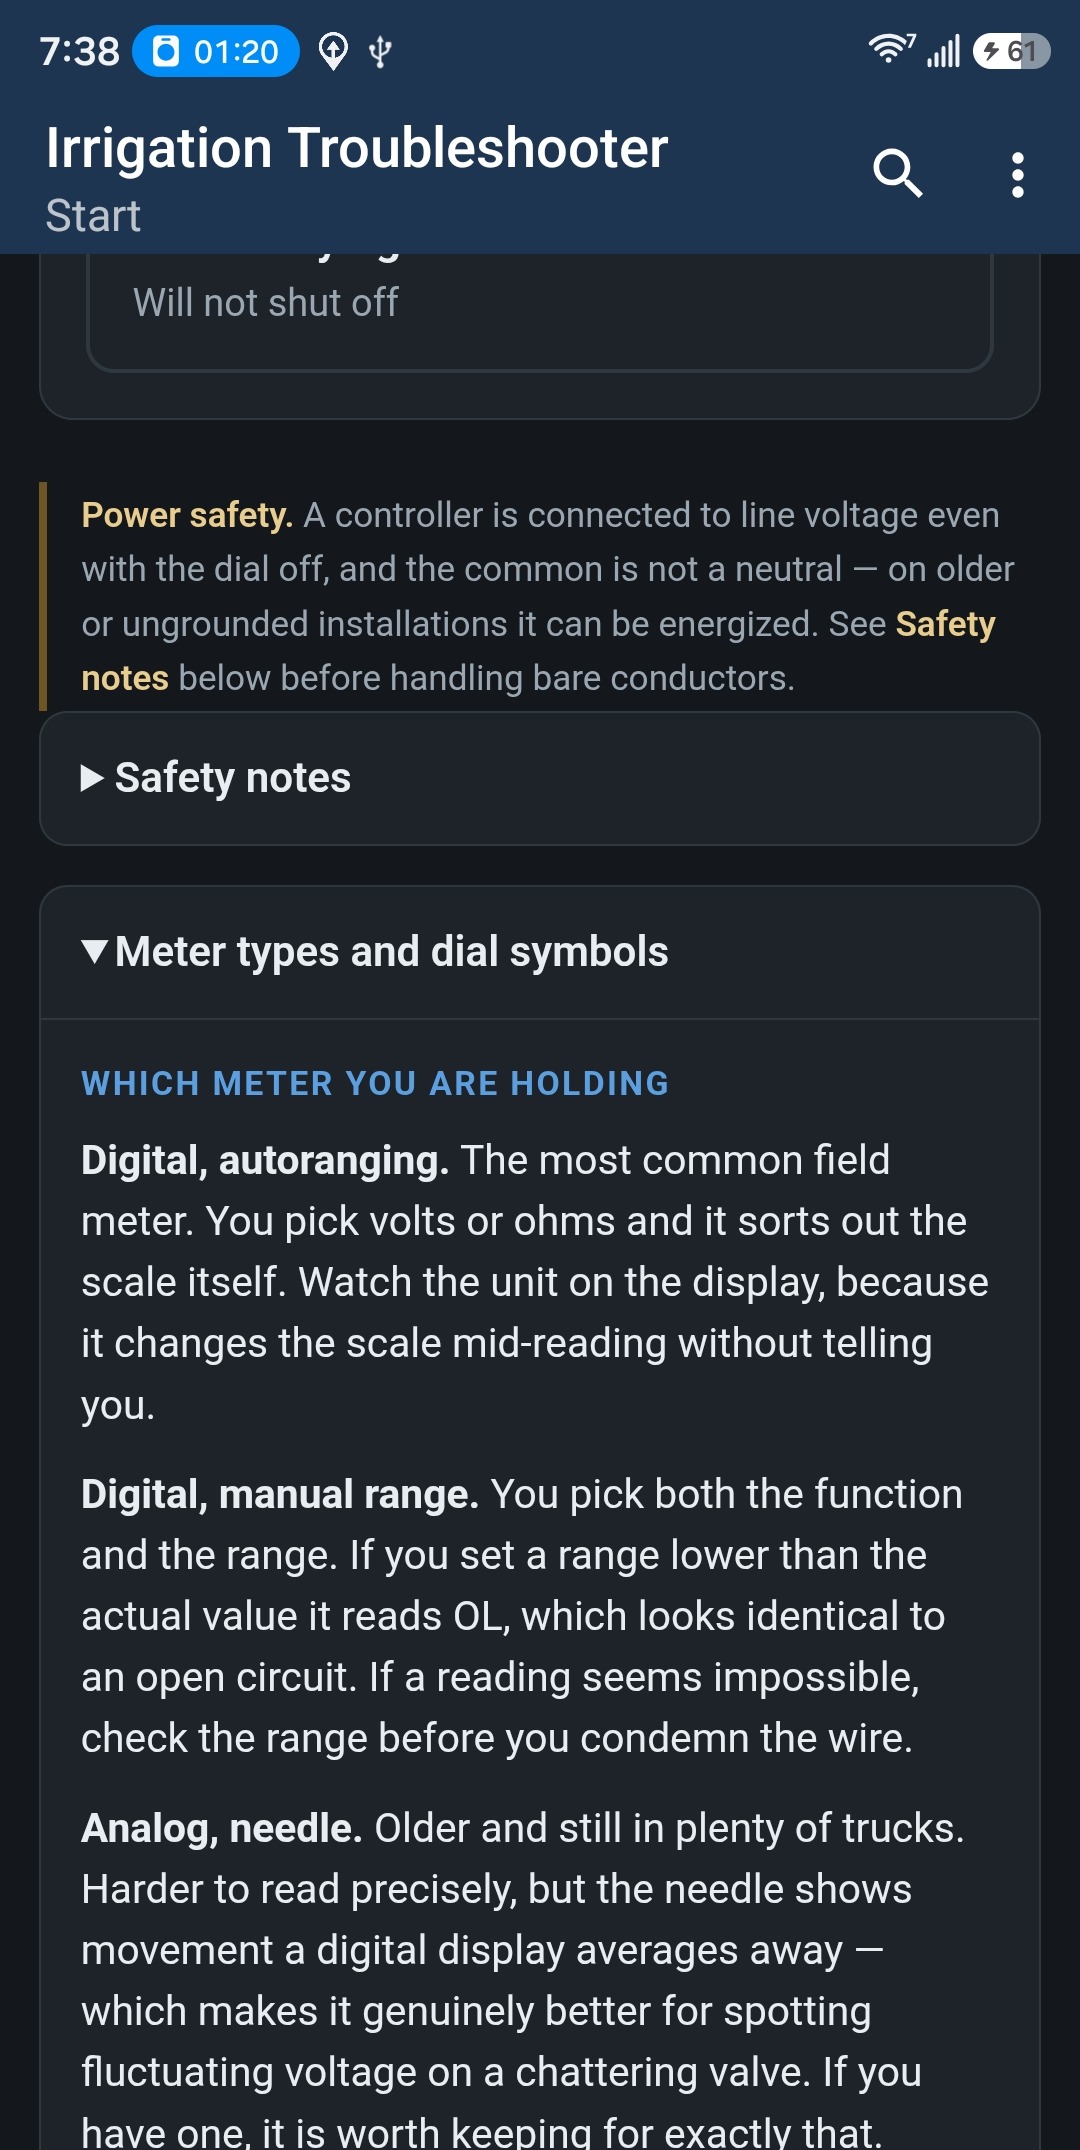 7:38 01:20 7 61
Irrigation Troubleshooter
Start
Will not shut off
Power safety. A controller is connected to line voltage even
with the dial off, and the common is not a neutral — on older
or ungrounded installations it can be energized. See Safety
notes below before handling bare conductors.
▶ Safety notes
▼ Meter types and dial symbols
WHICH METER YOU ARE HOLDING
Digital, autoranging. The most common field
meter. You pick volts or ohms and it sorts out the
scale itself. Watch the unit on the display, because
it changes the scale mid-reading without telling
you.
Digital, manual range. You pick both the function
and the range. If you set a range lower than the
actual value it reads OL, which looks identical to
an open circuit. If a reading seems impossible,
check the range before you condemn the wire.
Analog, needle. Older and still in plenty of trucks.
Harder to read precisely, but the needle shows
movement a digital display averages away —
which makes it genuinely better for spotting
fluctuating voltage on a chattering valve. If you
have one, it is worth keeping for exactly that.